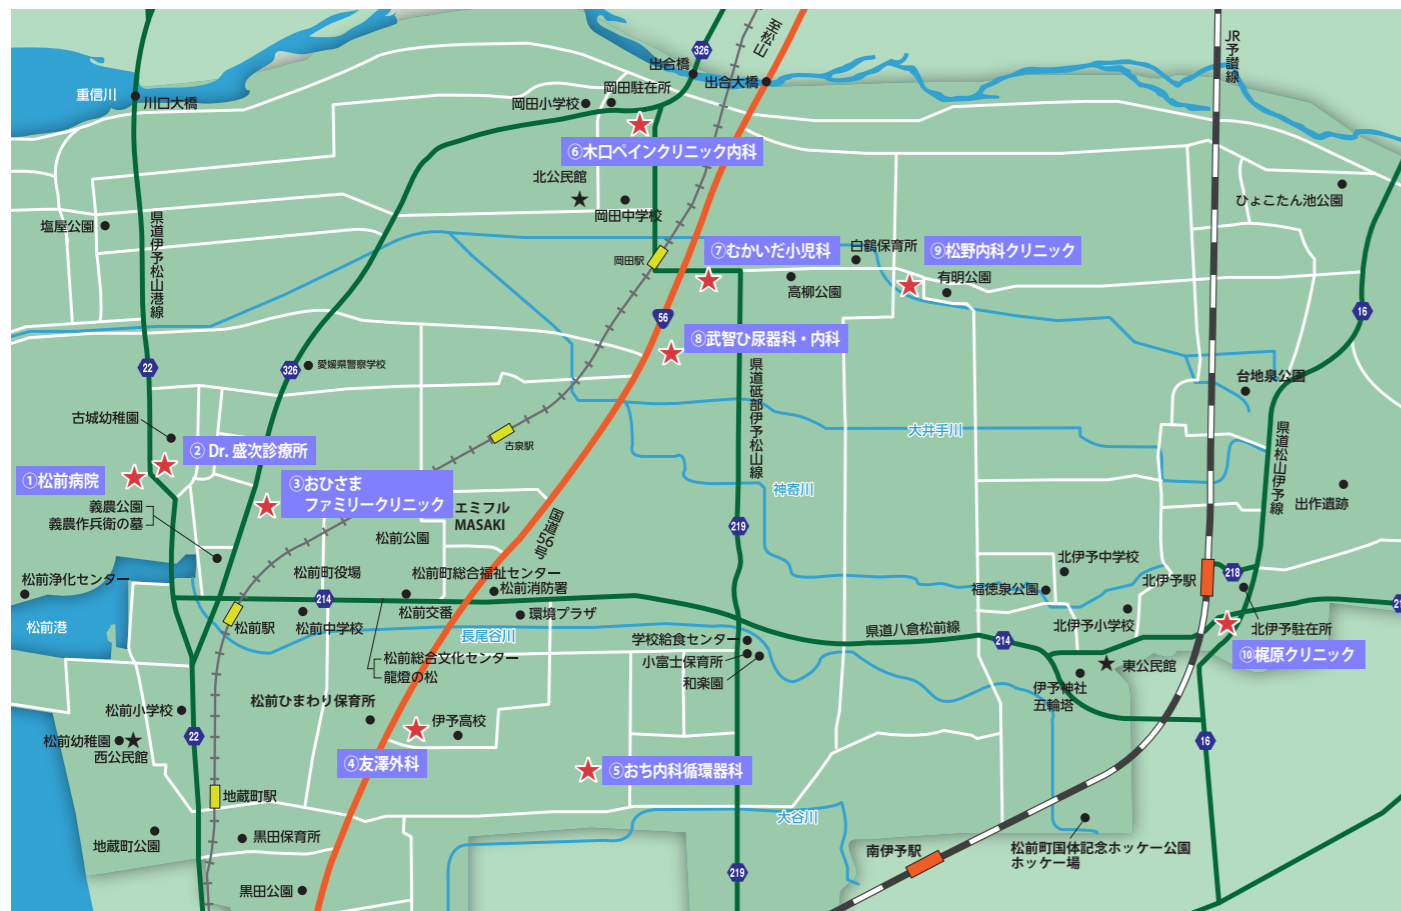 至松山
JR予讃線
326
出合橋
出合大橋
重信川
川口大橋
岡田小学校
岡田駐在所
⑥木口ペインクリニック内科
北公民館
岡田中学校
ひょこたん池公園
塩屋公園
県道伊予松山港線
岡田駅
⑦むかいだ小児科
白鶴保育所
⑨松野内科クリニック
高柳公園
有明公園
56
16
⑧武智ひ尿器科・内科
22
326
愛媛県警察学校
県道砥部伊予松山線
台地泉公園
古城幼稚園
古泉駅
大井手川
県道松山伊予線
②Dr.盛次診療所
①松前病院
③おひさま
ファミリークリニック
神寄川
出作遺跡
義農公園
義農作兵衛の墓
エミフル
MASAKI
国道56号
219
松前公園
北伊予中学校
松前浄化センター
松前町役場
松前町総合福祉センター
松前消防署
福徳泉公園
北伊予駅
218
214
松前交番
環境プラザ
松前港
松前駅
松前中学校
長尾谷川
学校給食センター
県道八倉松前線
214
北伊予小学校
北伊予駐在所
松前総合文化センター
龍燈の松
小富士保育所
和楽園
東公民館
⑩梶原クリニック
伊予神社
五輪塔
松前ひまわり保育所
松前小学校
伊予高校
松前幼稚園
西公民館
22
16
④友澤外科
⑤おち内科循環器科
地蔵町駅
大谷川
地蔵町公園
黒田保育所
南伊予駅
松前町国体記念ホッケー公園
ホッケー場
219
黒田公園